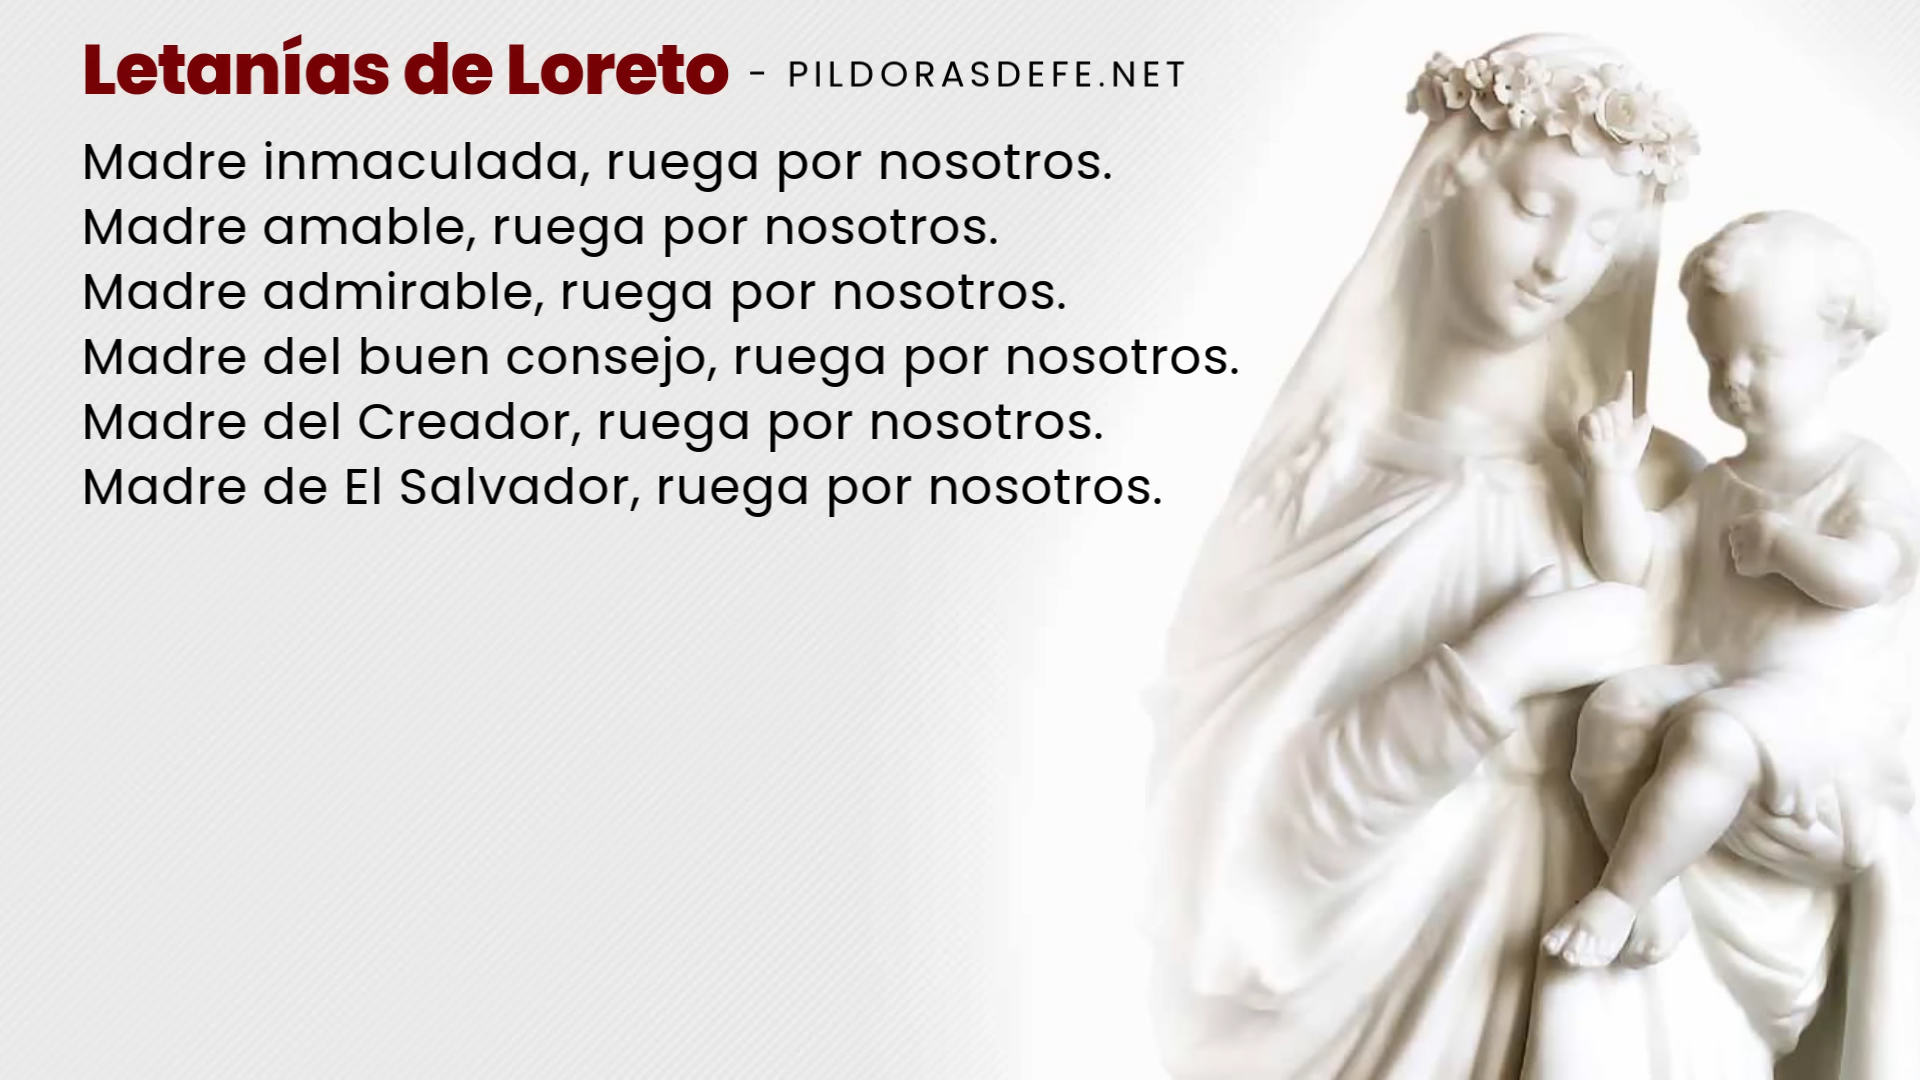 Letanías de Loreto - PILDORASDEFE.NET
Madre inmaculada, ruega por nosotros.
Madre amable, ruega por nosotros.
Madre admirable, ruega por nosotros.
Madre del buen consejo, ruega por nosotros.
Madre del Creador, ruega por nosotros.
Madre de El Salvador, ruega por nosotros.